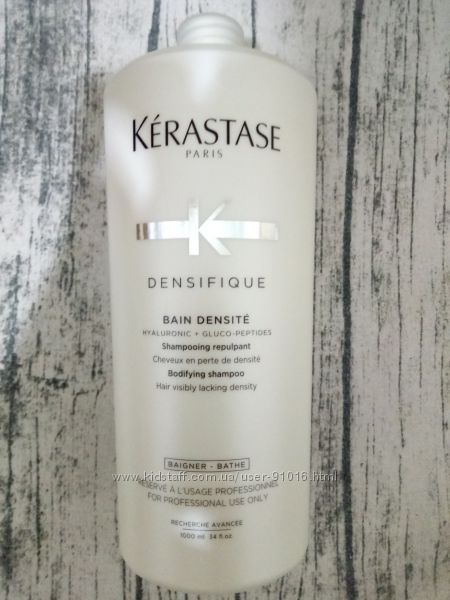 KÉRASTASE
PARIS
K
DENSIFIQUE
BAIN DENSITÉ
HYALURONIC + GLUCO-PEPTIDES
Shampooing repulpant
Cheveux en perte de densité
Bodifying shampoo
Hair visibly lacking density
BAIGNER - BATHE
www.kidstaff.com.ua/user-91016.html
RÉSERVÉ À L'USAGE PROFESSIONNEL
FOR PROFESSIONAL USE ONLY
RECHERCHE AVANCÉE
1000 ml 34 fl oz.